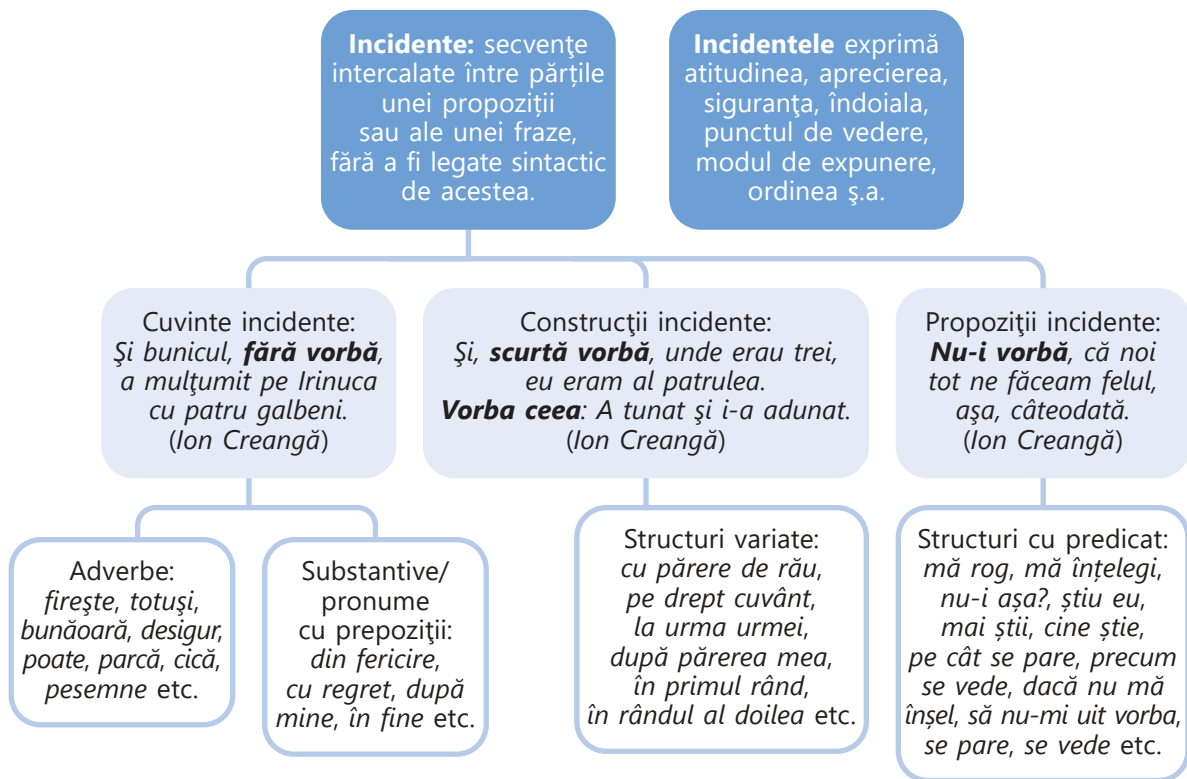 Incidente: secvenţe
intercalate între părțile
unei propoziții
sau ale unei fraze,
fără a fi legate sintactic
de acestea.
Incidentele exprimă
atitudinea, aprecierea,
siguranţa, îndoiala,
punctul de vedere,
modul de expunere,
ordinea ş.a.
Cuvinte incidente:
Şi bunicul, fără vorbă,
a mulţumit pe Irinuca
cu patru galbeni.
(Ion Creangă)
Construcţii incidente:
Şi, scurtă vorbă, unde erau trei,
eu eram al patrulea.
Vorba ceea: A tunat şi i-a adunat.
(Ion Creangă)
Propoziţii incidente:
Nu-i vorbă, că noi
tot ne făceam felul,
aşa, câteodată.
(Ion Creangă)
Adverbe:
fireşte, totuşi,
bunăoară, desigur,
poate, parcă, cică,
pesemne etc.
Substantive/
pronume
cu prepoziţii:
din fericire,
cu regret, după
mine, în fine etc.
Structuri variate:
cu părere de rău,
pe drept cuvânt,
la urma urmei,
după părerea mea,
în primul rând,
în rândul al doilea etc.
Structuri cu predicat:
mă rog, mă înțelegi,
nu-i așa?, știu eu,
mai știi, cine știe,
pe cât se pare, precum
se vede, dacă nu mă
înșel, să nu-mi uit vorba,
se pare, se vede etc.